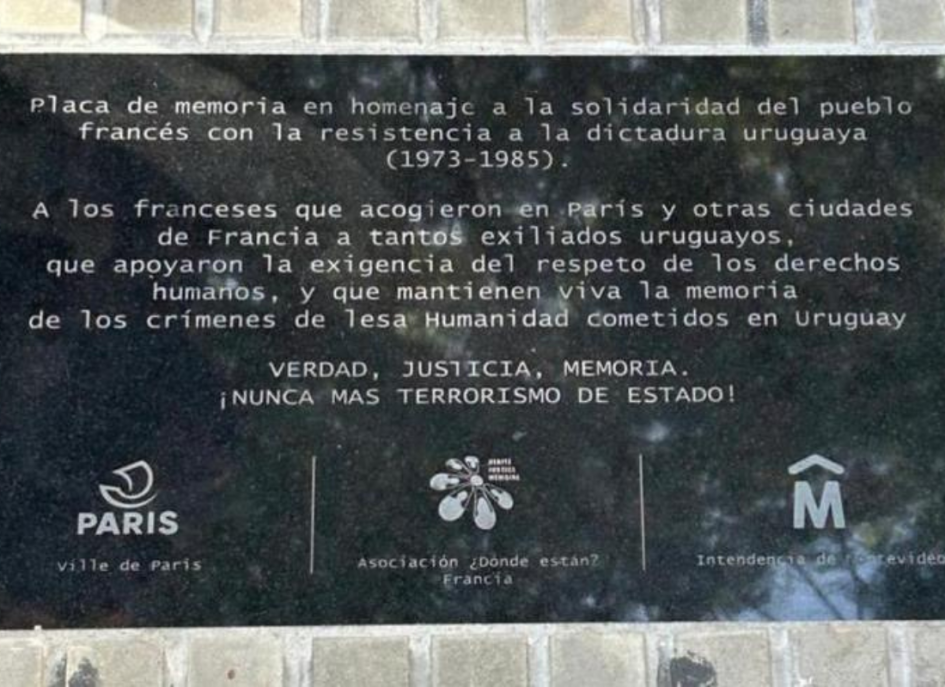 Placa de memoria en homenaje a la solidaridad del pueblo
francés con la resistencia a la dictadura uruguaya
(1973-1985).
A los franceses que acogieron en París y otras ciudades
de Francia a tantos exiliados uruguayos,
que apoyaron la exigencia del respeto de los derechos
humanos, y que mantienen viva la memoria
de los crímenes de lesa Humanidad cometidos en Uruguay
VERDAD, JUSTICIA, MEMORIA.
¡NUNCA MAS TERRORISMO DE ESTADO!
PARIS
Ville de Paris
JUSTICE
MEMOIRE
Asociación ¿Dónde están?
Francia
M
Intendencia de Montevideo